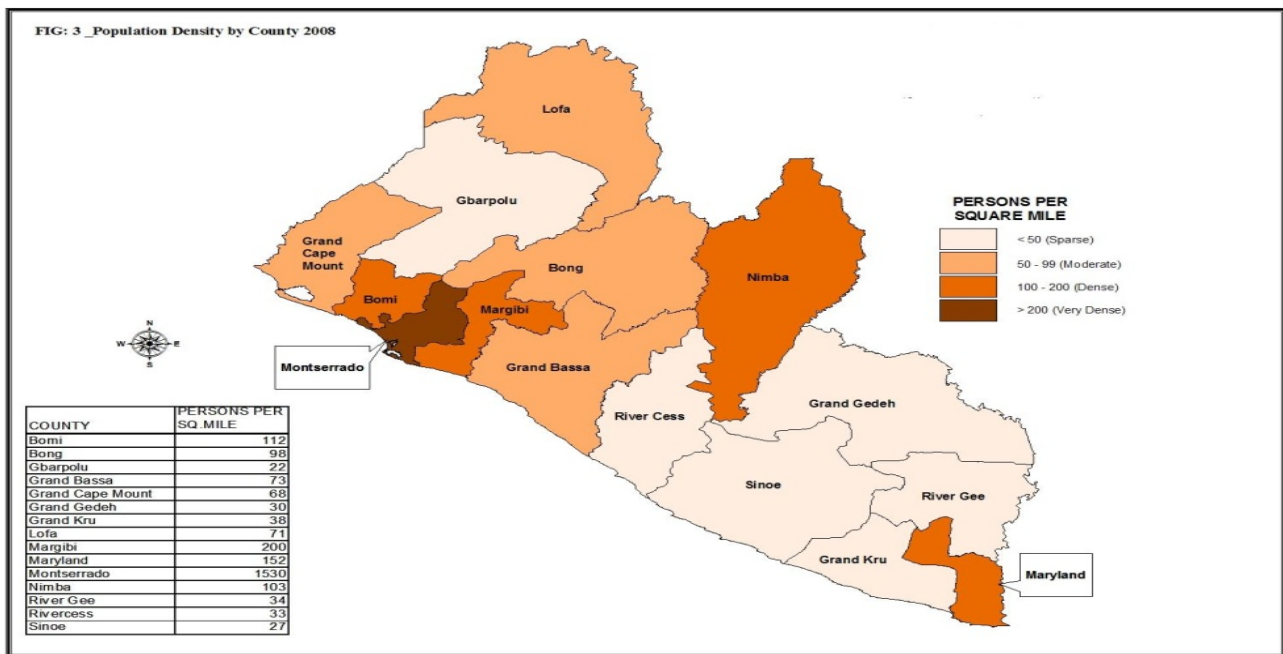 FIG: 3 _Population Density by County 2008
Lofa
Gbarpolu
Grand
Cape
Mount
Bong
Nimba
Bomi
Margibi
Montserrado
Grand Bassa
River Cess
Grand Gedeh
Sinoe
River Gee
Grand Kru
Maryland
N
W E
S
PERSONS PER
SQUARE MILE
< 50 (Sparse)
50 - 99 (Moderate)
100 - 200 (Dense)
> 200 (Very Dense)
COUNTY PERSONS PER SQ.MILE
Bomi 112
Bong 98
Gbarpolu 22
Grand Bassa 73
Grand Cape Mount 68
Grand Gedeh 30
Grand Kru 38
Lofa 71
Margibi 200
Maryland 152
Montserrado 1530
Nimba 103
River Gee 34
Rivercess 33
Sinoe 27